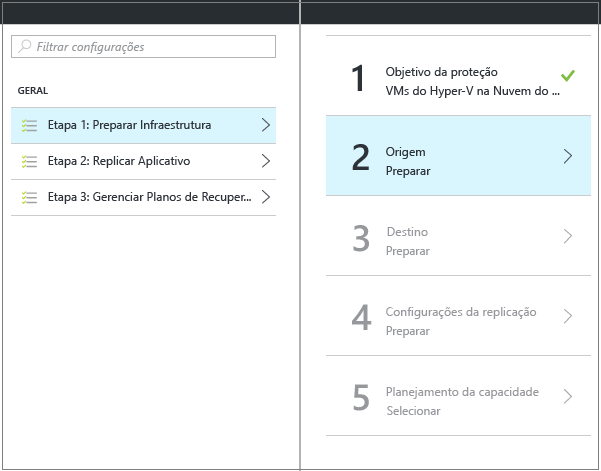 Filtrar configurações
GERAL
Etapa 1: Preparar Infraestrutura
Etapa 2: Replicar Aplicativo
Etapa 3: Gerenciar Planos de Recuper...
1
Objetivo da proteção
VMs do Hyper-V na Nuvem do ...
2
Origem
Preparar
3
Destino
Preparar
4
Configurações da replicação
Preparar
5
Planejamento da capacidade
Selecionar